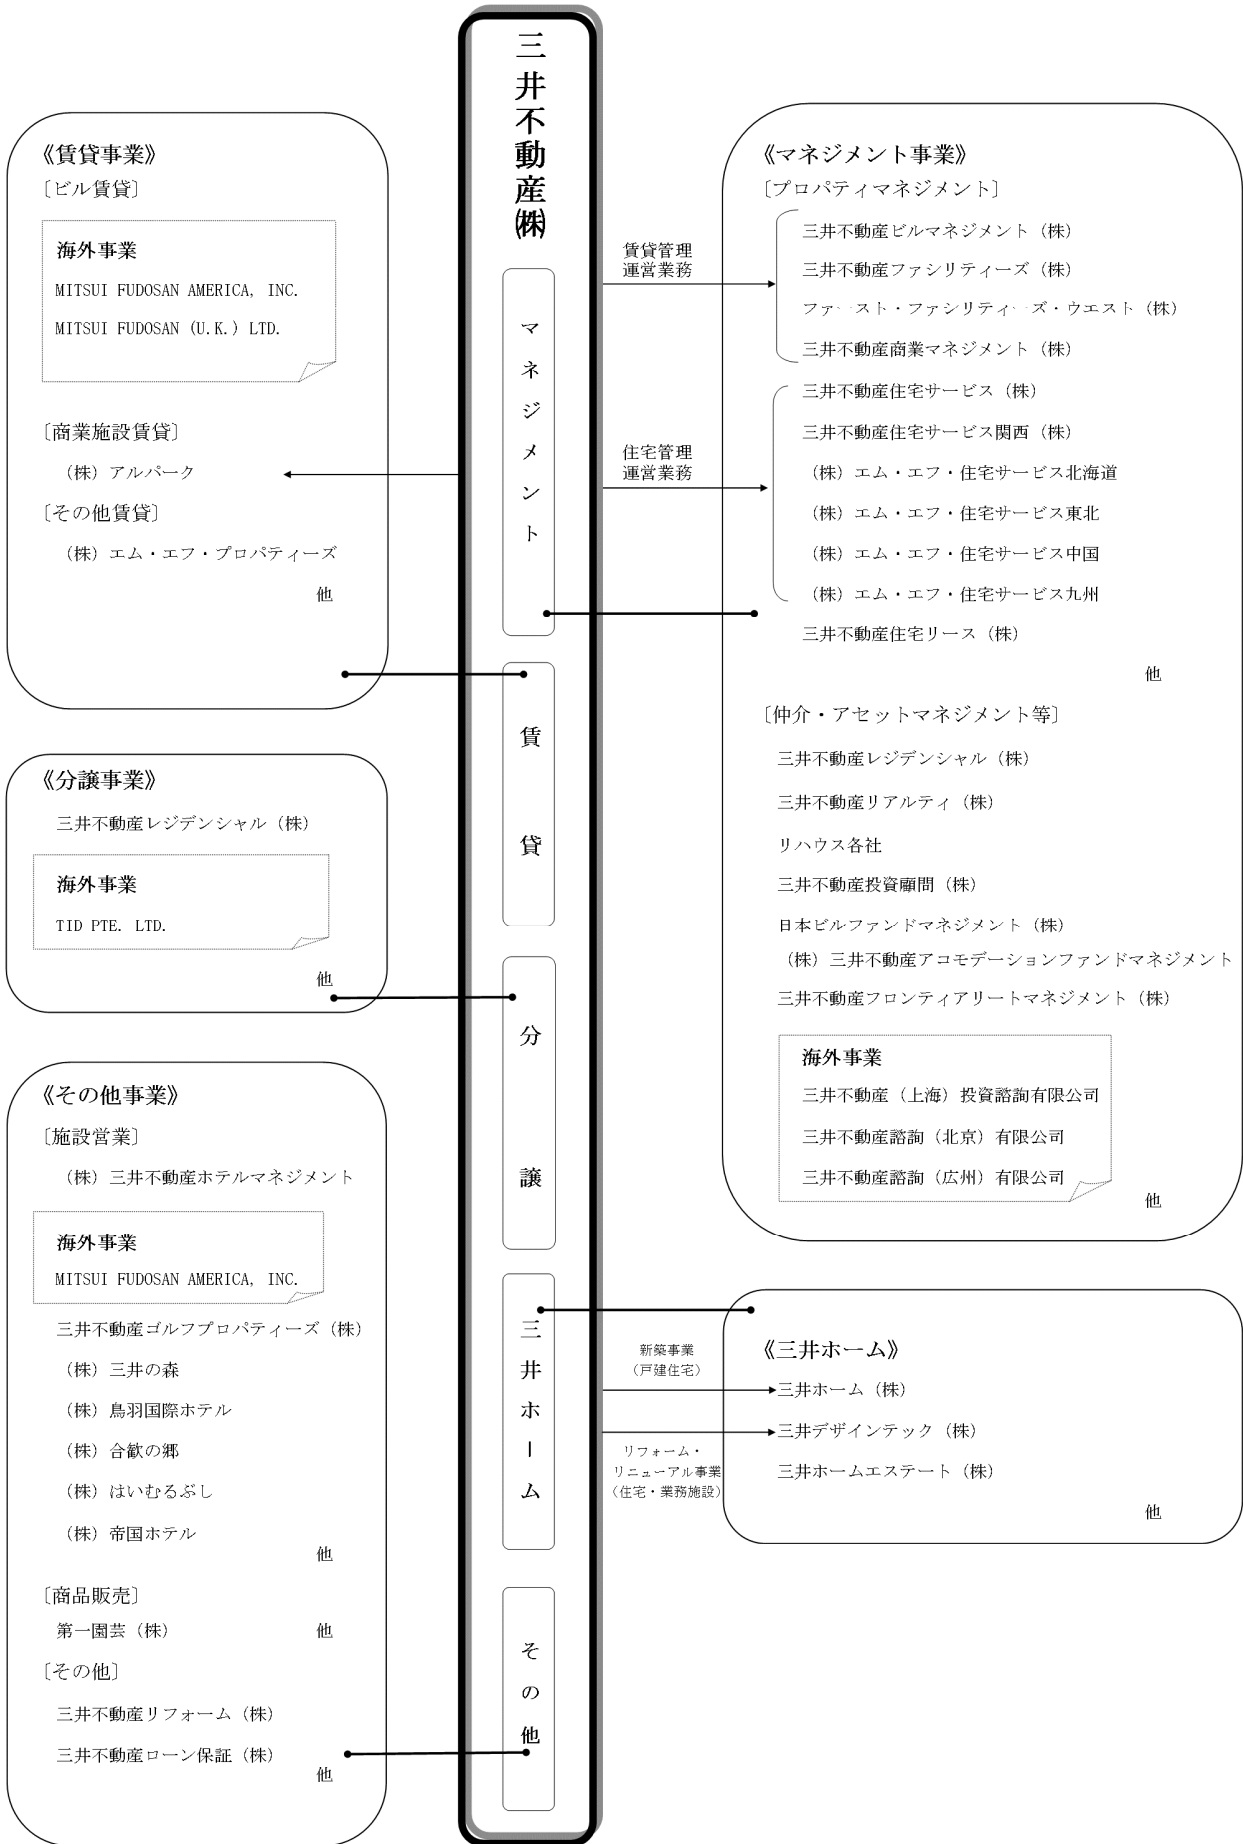 三井不動産㈱
マネジメント
賃貸
分譲
三井ホーム
その他
《賃貸事業》
〔ビル賃貸〕
海外事業
MITSUI FUDOSAN AMERICA, INC.
MITSUI FUDOSAN (U.K.) LTD.
〔商業施設賃貸〕
（株）アルパーク
〔その他賃貸〕
（株）エム・エフ・プロパティーズ
他
《分譲事業》
三井不動産レジデンシャル（株）
海外事業
TID PTE. LTD.
他
《その他事業》
〔施設営業〕
（株）三井不動産ホテルマネジメント
海外事業
MITSUI FUDOSAN AMERICA, INC.
三井不動産ゴルフプロパティーズ（株）
（株）三井の森
（株）鳥羽国際ホテル
（株）合歓の郷
（株）はいむるぶし
（株）帝国ホテル
他
〔商品販売〕
第一園芸（株） 他
〔その他〕
三井不動産リフォーム（株）
三井不動産ローン保証（株）
他
賃貸管理
運営業務
住宅管理
運営業務
《マネジメント事業》
〔プロパティマネジメント〕
三井不動産ビルマネジメント（株）
三井不動産ファシリティーズ（株）
ファースト・ファシリティーズ・ウエスト（株）
三井不動産商業マネジメント（株）
三井不動産住宅サービス（株）
三井不動産住宅サービス関西（株）
（株）エム・エフ・住宅サービス北海道
（株）エム・エフ・住宅サービス東北
（株）エム・エフ・住宅サービス中国
（株）エム・エフ・住宅サービス九州
三井不動産住宅リース（株）
他
〔仲介・アセットマネジメント等〕
三井不動産レジデンシャル（株）
三井不動産リアルティ（株）
リハウス各社
三井不動産投資顧問（株）
日本ビルファンドマネジメント（株）
（株）三井不動産アコモデーションファンドマネジメント
三井不動産フロンティアリートマネジメント（株）
海外事業
三井不動産（上海）投資諮詢有限公司
三井不動産諮詢（北京）有限公司
三井不動産諮詢（広州）有限公司
他
新築事業
（戸建住宅）
リフォーム・
リニューアル事業
（住宅・業務施設）
《三井ホーム》
三井ホーム（株）
三井デザインテック（株）
三井ホームエステート（株）
他